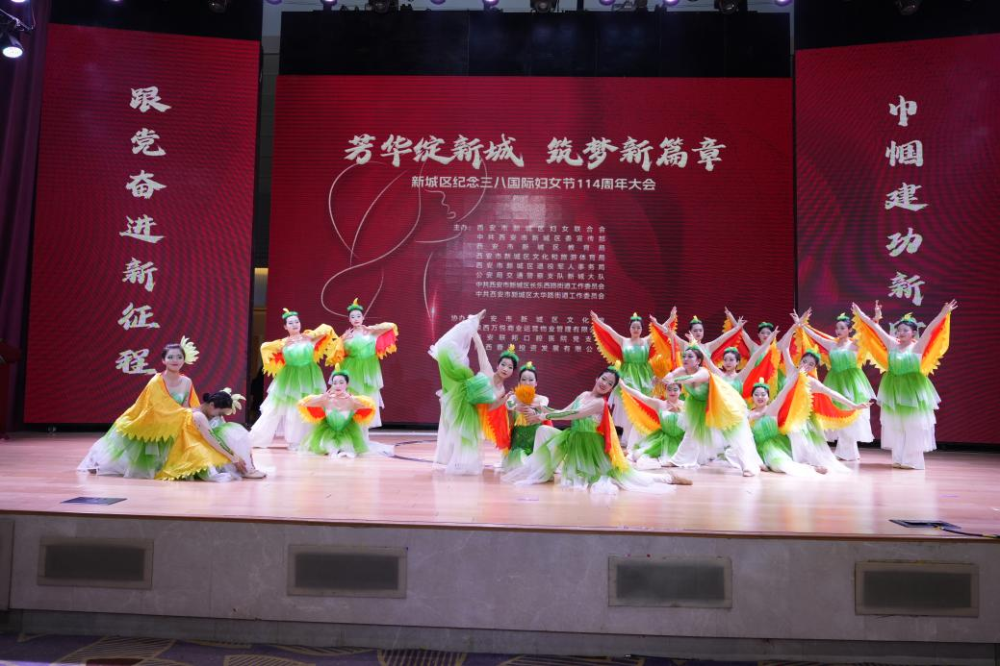 跟党奋进新征程
芳华绽新城 筑梦新篇章
新城区纪念三八国际妇女节114周年大会
主办：西安市新城区妇女联合会
中共西安市新城区委宣传部
西安市新城区教育局
西安市新城区文化和旅游体育局
西安市新城区退役军人事务局
公安局交通警察支队新城大队
中共西安市新城区长乐西路街道工作委员会
中共西安市新城区太华路街道工作委员会
协办 安市新城区文化
西万悦商业运营物业管理有限公
安联邦口腔医院党支
西 投资发展有限公
巾帼建功新